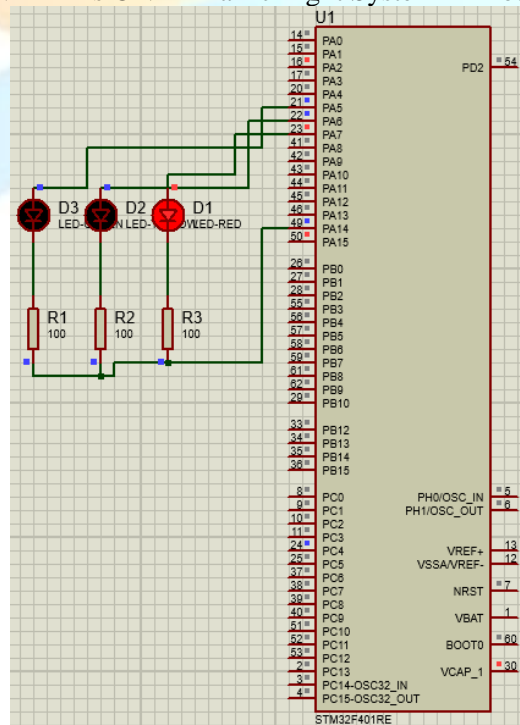 U1
14 PA0
15 PA1
16 PA2
17 PA3
20 PA4
21 PA5
22 PA6
23 PA7
41 PA8
42 PA9
43 PA10
44 PA11
45 PA12
46 PA13
49 PA14
50 PA15
26 PB0
27 PB1
28 PB2
55 PB3
56 PB4
57 PB5
58 PB6
59 PB7
61 PB8
62 PB9
29 PB10
33 PB12
34 PB13
35 PB14
36 PB15
8 PC0
9 PC1
10 PC2
11 PC3
24 PC4
25 PC5
37 PC6
38 PC7
39 PC8
40 PC9
51 PC10
52 PC11
53 PC12
2 PC13
3 PC14-OSC32_IN
4 PC15-OSC32_OUT
PD2 54
PH0/OSC_IN 5
PH1/OSC_OUT 6
VREF+ 13
VSSA/VREF- 12
NRST 7
VBAT 1
BOOT0 60
VCAP_1 30
STM32F401RE
D3
D2
D1
LED-RED
R1
100
R2
100
R3
100